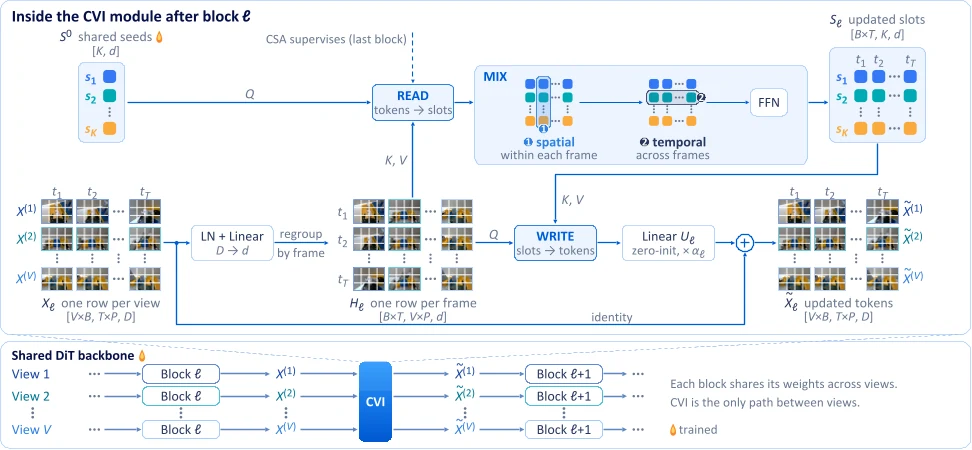 Inside the CVI module after block ℓ
S⁰ shared seeds
[K, d]
s₁
s₂
s_K
Q
CSA supervises (last block)
READ
tokens → slots
K, V
MIX
❶
❶ spatial
within each frame
❷
❷ temporal
across frames
FFN
S_ℓ updated slots
[B×T, K, d]
t₁ t₂ t_T
s₁
s₂
s_K
K, V
t₁ t₂ t_T
X⁽¹⁾
X⁽²⁾
X⁽ⱽ⁾
X_ℓ one row per view
[V×B, T×P, D]
LN + Linear
D → d
regroup
by frame
t₁
t₂
t_T
H_ℓ one row per frame
[B×T, V×P, d]
Q
WRITE
slots → tokens
Linear U_ℓ
zero-init, × α_ℓ
+
identity
t₁ t₂ t_T
X̃⁽¹⁾
X̃⁽²⁾
X̃⁽ⱽ⁾
X̃_ℓ updated tokens
[V×B, T×P, D]
Shared DiT backbone
View 1 ··· Block ℓ X⁽¹⁾ X̃⁽¹⁾ Block ℓ+1 ···
View 2 ··· Block ℓ X⁽²⁾ X̃⁽²⁾ Block ℓ+1 ···
View V ··· Block ℓ X⁽ⱽ⁾ X̃⁽ⱽ⁾ Block ℓ+1 ···
CVI
Each block shares its weights across views.
CVI is the only path between views.
trained